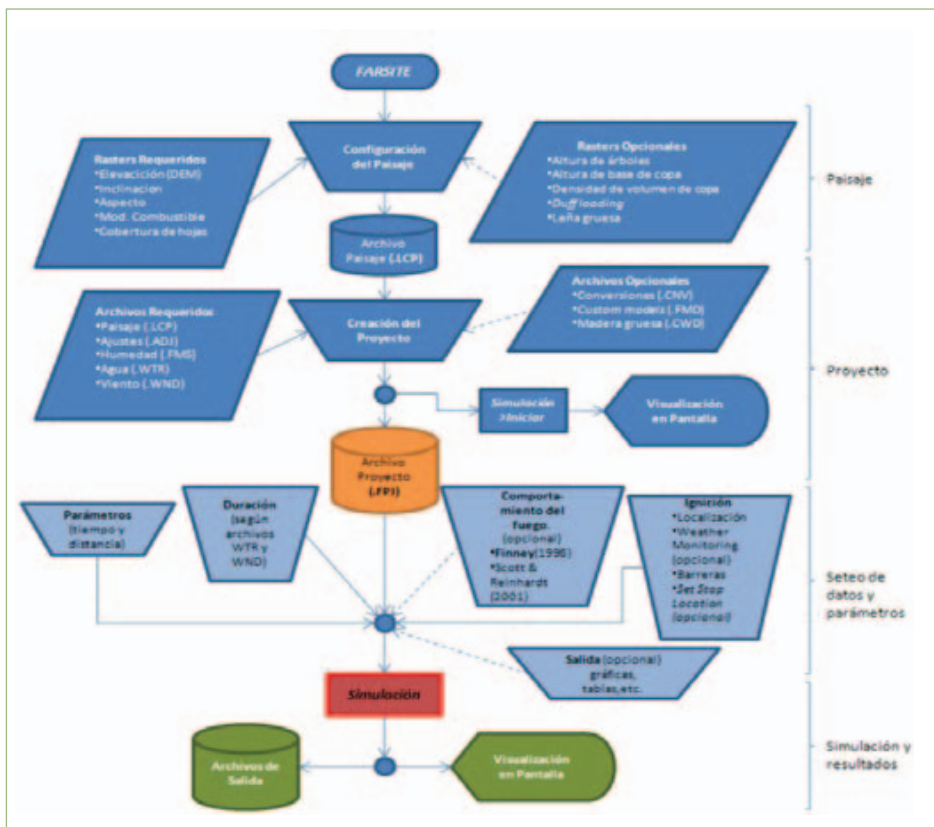 FARSITE
Configuración
del Paisaje
Rasters Requeridos
•Elevacición (DEM)
•Inclinacion
•Aspecto
•Mod. Combustible
•Cobertura de hojas
Rasters Opcionales
•Altura de árbolas
•Altura de base de copa
•Densidad de volumen de copa
•Duff loading
•Leña gruesa
Paisaje
Archivo
Paisaje (.LCP)
Archivos Requeridos
•Paisaje (.LCP)
•Ajustes (.ADJ)
•Humedad (.FMS)
•Agua (.WTR)
•Viento (.WND)
Creación del
Proyecto
Archivos Opcionales
•Conversiones (.CNV)
•Custom models (.FMD)
•Madera gruesa (.CWD)
Proyecto
Simulación
>Iniciar
Visualización
en Pantalla
Archivo
Proyecto
(.FPJ)
Parámetros
(tiempo y
distancia)
Duración
(según
archivos
WTR y
WND)
Comporta-
miento del
fuego.
(opcional)
•Finney(1998)
•Scott &
Reinhardt
(2001)
Ignición
•Localización
•Weather
Monitoring
(opcional)
•Barreras
•Set Stop
Location
(opcional)
Seteo de
datos y
parámetros
Salida (opcional)
gráficas,
tablas,etc.
Simulación
Archivos de
Salida
Visualización
en Pantalla
Simulación y
resultados